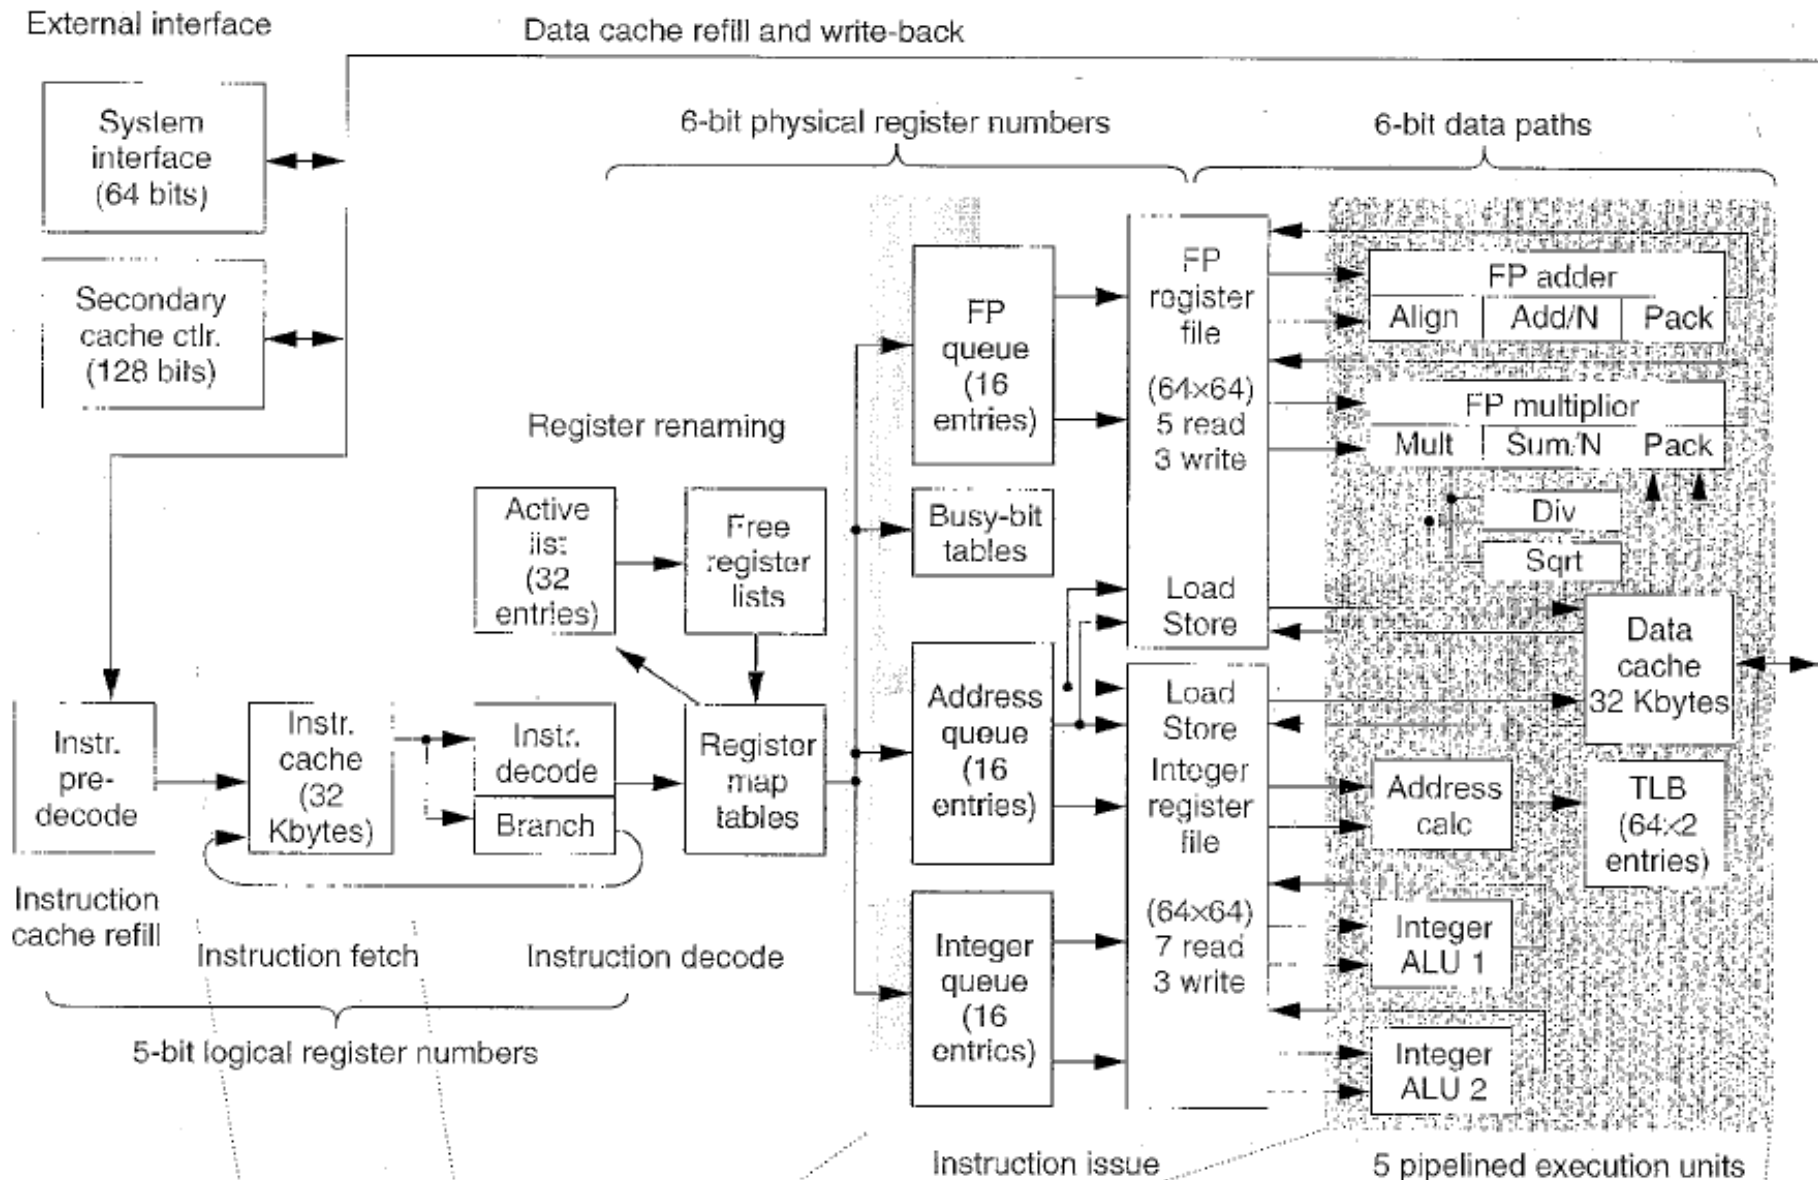 External interface
Data cache refill and write-back
System
interface
(64 bits)
6-bit physical register numbers
6-bit data paths
Secondary
cache ctlr.
(128 bits)
Register renaming
Active
list
(32
entries)
Free
register
lists
Instr.
pre-
decode
Instr.
cache
(32
Kbytes)
Instr.
decode
Branch
Register
map
tables
Instruction
cache refill
Instruction fetch
Instruction decode
5-bit logical register numbers
FP
queue
(16
entries)
Busy-bit
tables
Address
queue
(16
entries)
Integer
queue
(16
entries)
FP
register
file
(64×64)
5 read
3 write
Load
Store
Load
Store
Integer
register
file
(64×64)
7 read
3 write
FP adder
Align
Add/N
Pack
FP multiplior
Mult
Sum/N
Pack
Div
Sqrt
Data
cache
32 Kbytes
Address
calc
TLB
(64×2
entries)
Integer
ALU 1
Integer
ALU 2
Instruction issue
5 pipelined execution units